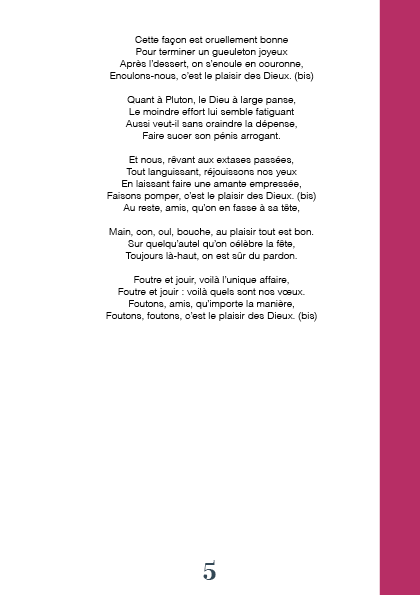 Cette façon est cruellement bonne
Pour terminer un gueuleton joyeux
Après l'dessert, on s'encule en couronne,
Enculons-nous, c'est le plaisir des Dieux. (bis)
Quant à Pluton, le Dieu à large panse,
Le moindre effort lui semble fatiguant
Aussi veut-il sans craindre la dépense,
Faire sucer son pénis arrogant.
Et nous, rêvant aux extases passées,
Tout languissant, réjouissons nos yeux
En laissant faire une amante empressée,
Faisons pomper, c'est le plaisir des Dieux. (bis)
Au reste, amis, qu'on en fasse à sa tête,
Main, con, cul, bouche, au plaisir tout est bon.
Sur quelqu'autel qu'on célèbre la fête,
Toujours là-haut, on est sûr du pardon.
Foutre et jouir, voilà l'unique affaire,
Foutre et jouir : voilà quels sont nos vœux.
Foutons, amis, qu'importe la manière,
Foutons, foutons, c'est le plaisir des Dieux. (bis)
5